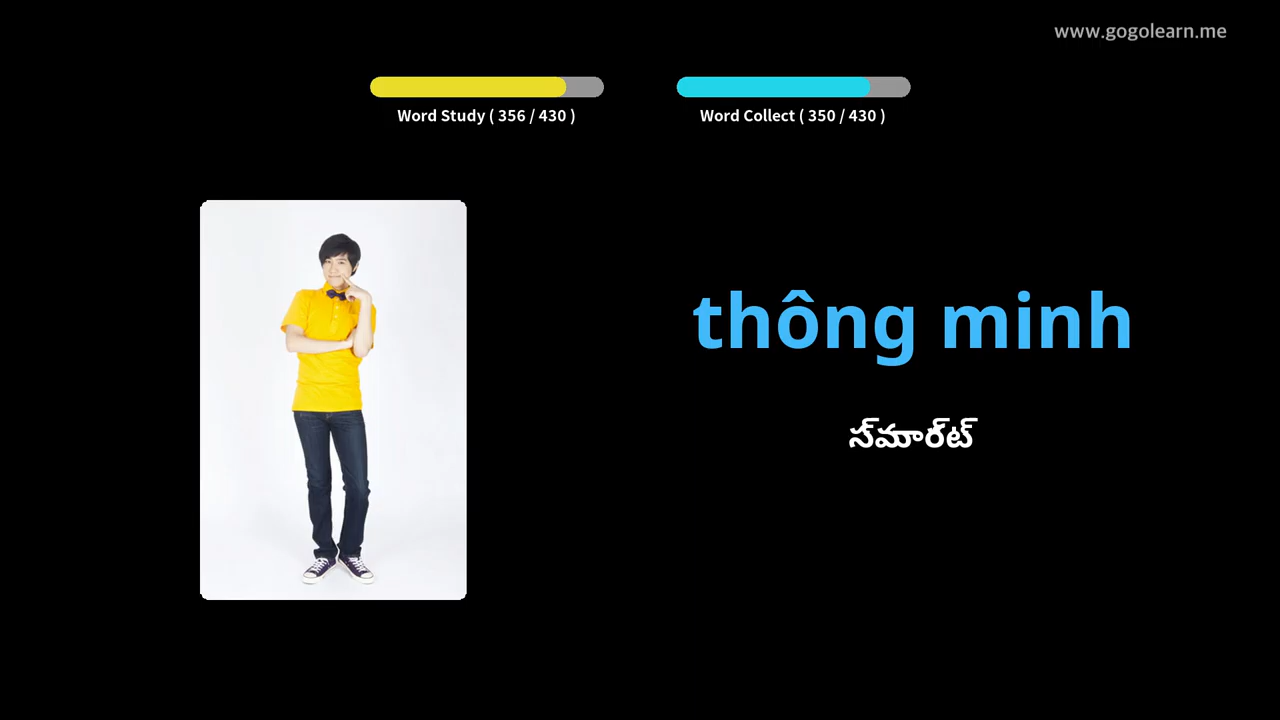 www.gogolearn.me
Word Study ( 356 / 430 )
Word Collect ( 350 / 430 )
thông minh
స్మార్ట్